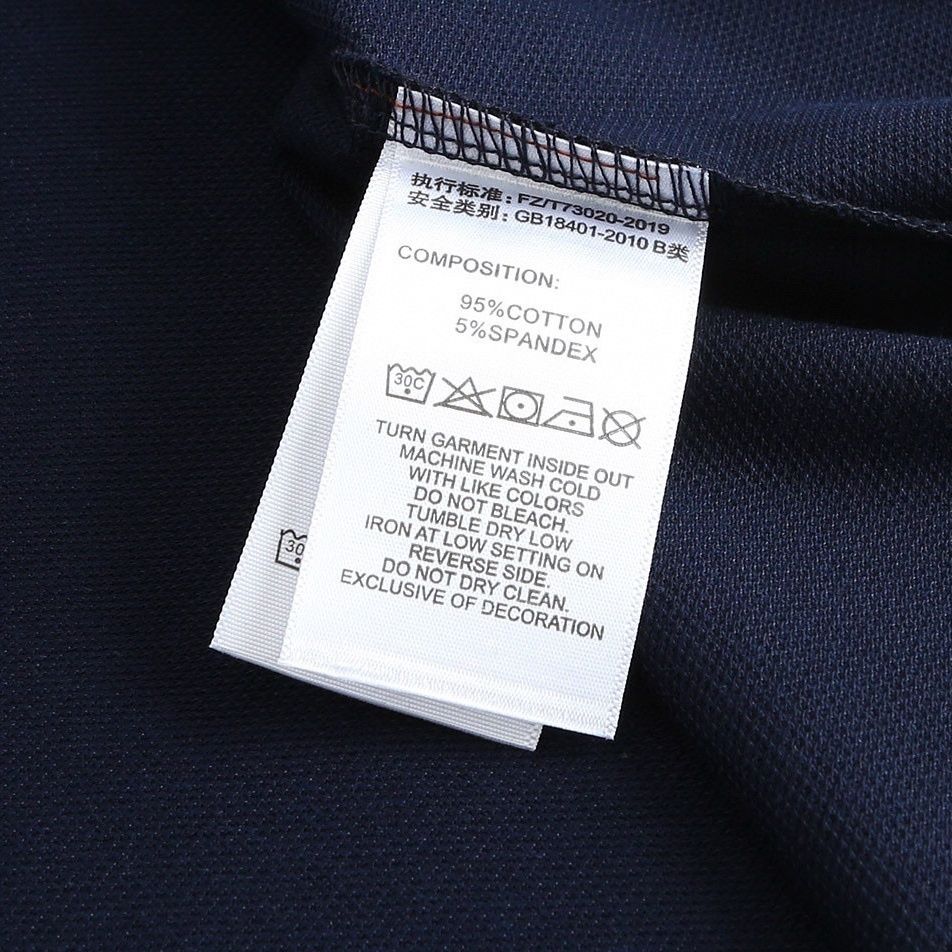 执行标准：FZ/T73020-2019
安全类别：GB18401-2010 B类
COMPOSITION:
95%COTTON
5%SPANDEX
30C
TURN GARMENT INSIDE OUT
MACHINE WASH COLD
WITH LIKE COLORS
DO NOT BLEACH.
TUMBLE DRY LOW
IRON AT LOW SETTING ON
REVERSE SIDE.
DO NOT DRY CLEAN.
EXCLUSIVE OF DECORATION
30